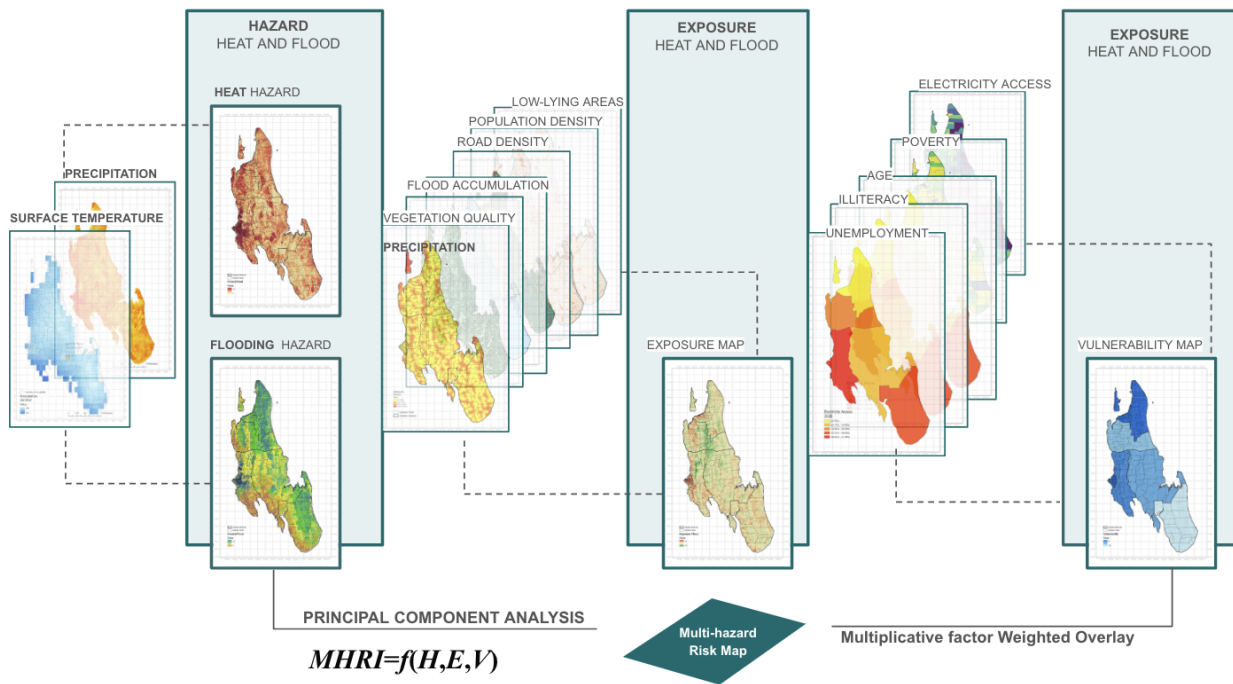 HAZARD
HEAT AND FLOOD
HEAT HAZARD
PRECIPITATION
SURFACE TEMPERATURE
FLOODING HAZARD
LOW-LYING AREAS
POPULATION DENSITY
ROAD DENSITY
FLOOD ACCUMULATION
VEGETATION QUALITY
PRECIPITATION
EXPOSURE
HEAT AND FLOOD
EXPOSURE MAP
ELECTRICITY ACCESS
POVERTY
AGE
ILLITERACY
UNEMPLOYMENT
EXPOSURE
HEAT AND FLOOD
VULNERABILITY MAP
PRINCIPAL COMPONENT ANALYSIS
MHRI=f(H,E,V)
Multi-hazard
Risk Map
Multiplicative factor Weighted Overlay